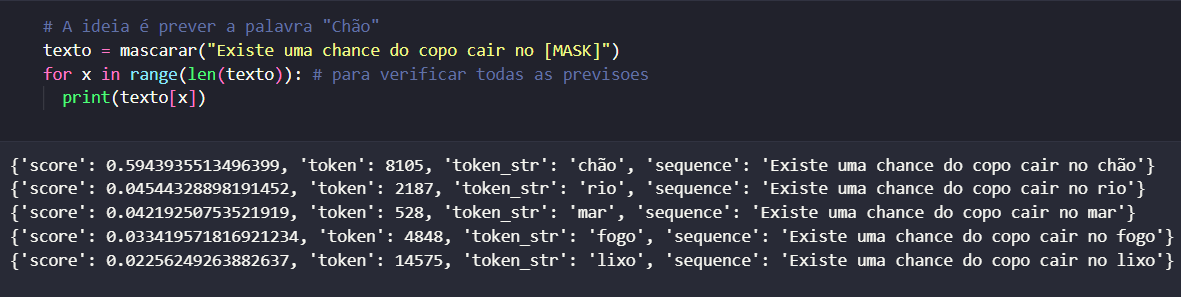 # A ideia é prever a palavra "Chão"
texto = mascarar("Existe uma chance do copo cair no [MASK]")
for x in range(len(texto)): # para verificar todas as previsoes
  print(texto[x])
{'score': 0.5943935513496399, 'token': 8105, 'token_str': 'chão', 'sequence': 'Existe uma chance do copo cair no chão'}
{'score': 0.04544328898191452, 'token': 2187, 'token_str': 'rio', 'sequence': 'Existe uma chance do copo cair no rio'}
{'score': 0.04219250753521919, 'token': 528, 'token_str': 'mar', 'sequence': 'Existe uma chance do copo cair no mar'}
{'score': 0.033419571816921234, 'token': 4848, 'token_str': 'fogo', 'sequence': 'Existe uma chance do copo cair no fogo'}
{'score': 0.02256249263882637, 'token': 14575, 'token_str': 'lixo', 'sequence': 'Existe uma chance do copo cair no lixo'}